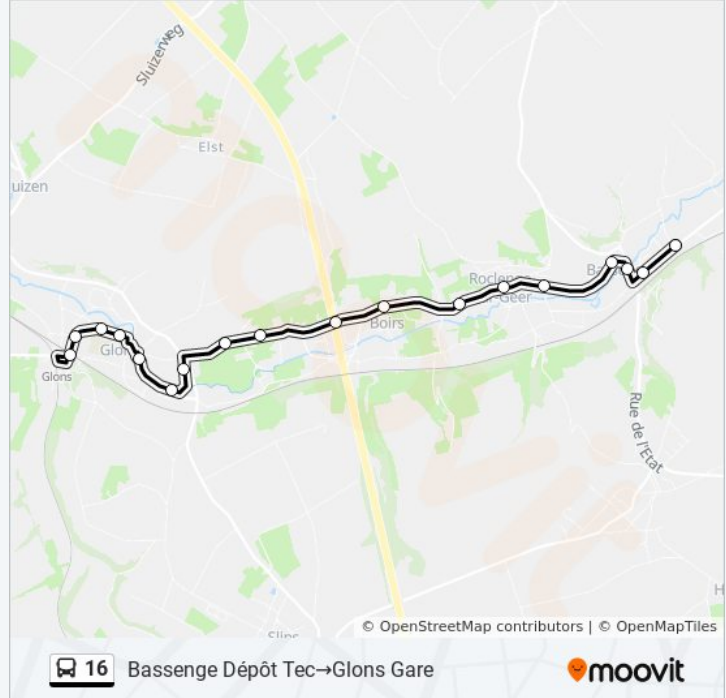 Sluizerweg
Elst
uizen
Roclenge
-Geer
Boirs
Glons
Rue de l'Etat
H
© OpenStreetMap contributors | © OpenMapTiles
16 Bassenge Dépôt Tec→Glons Gare
moovit